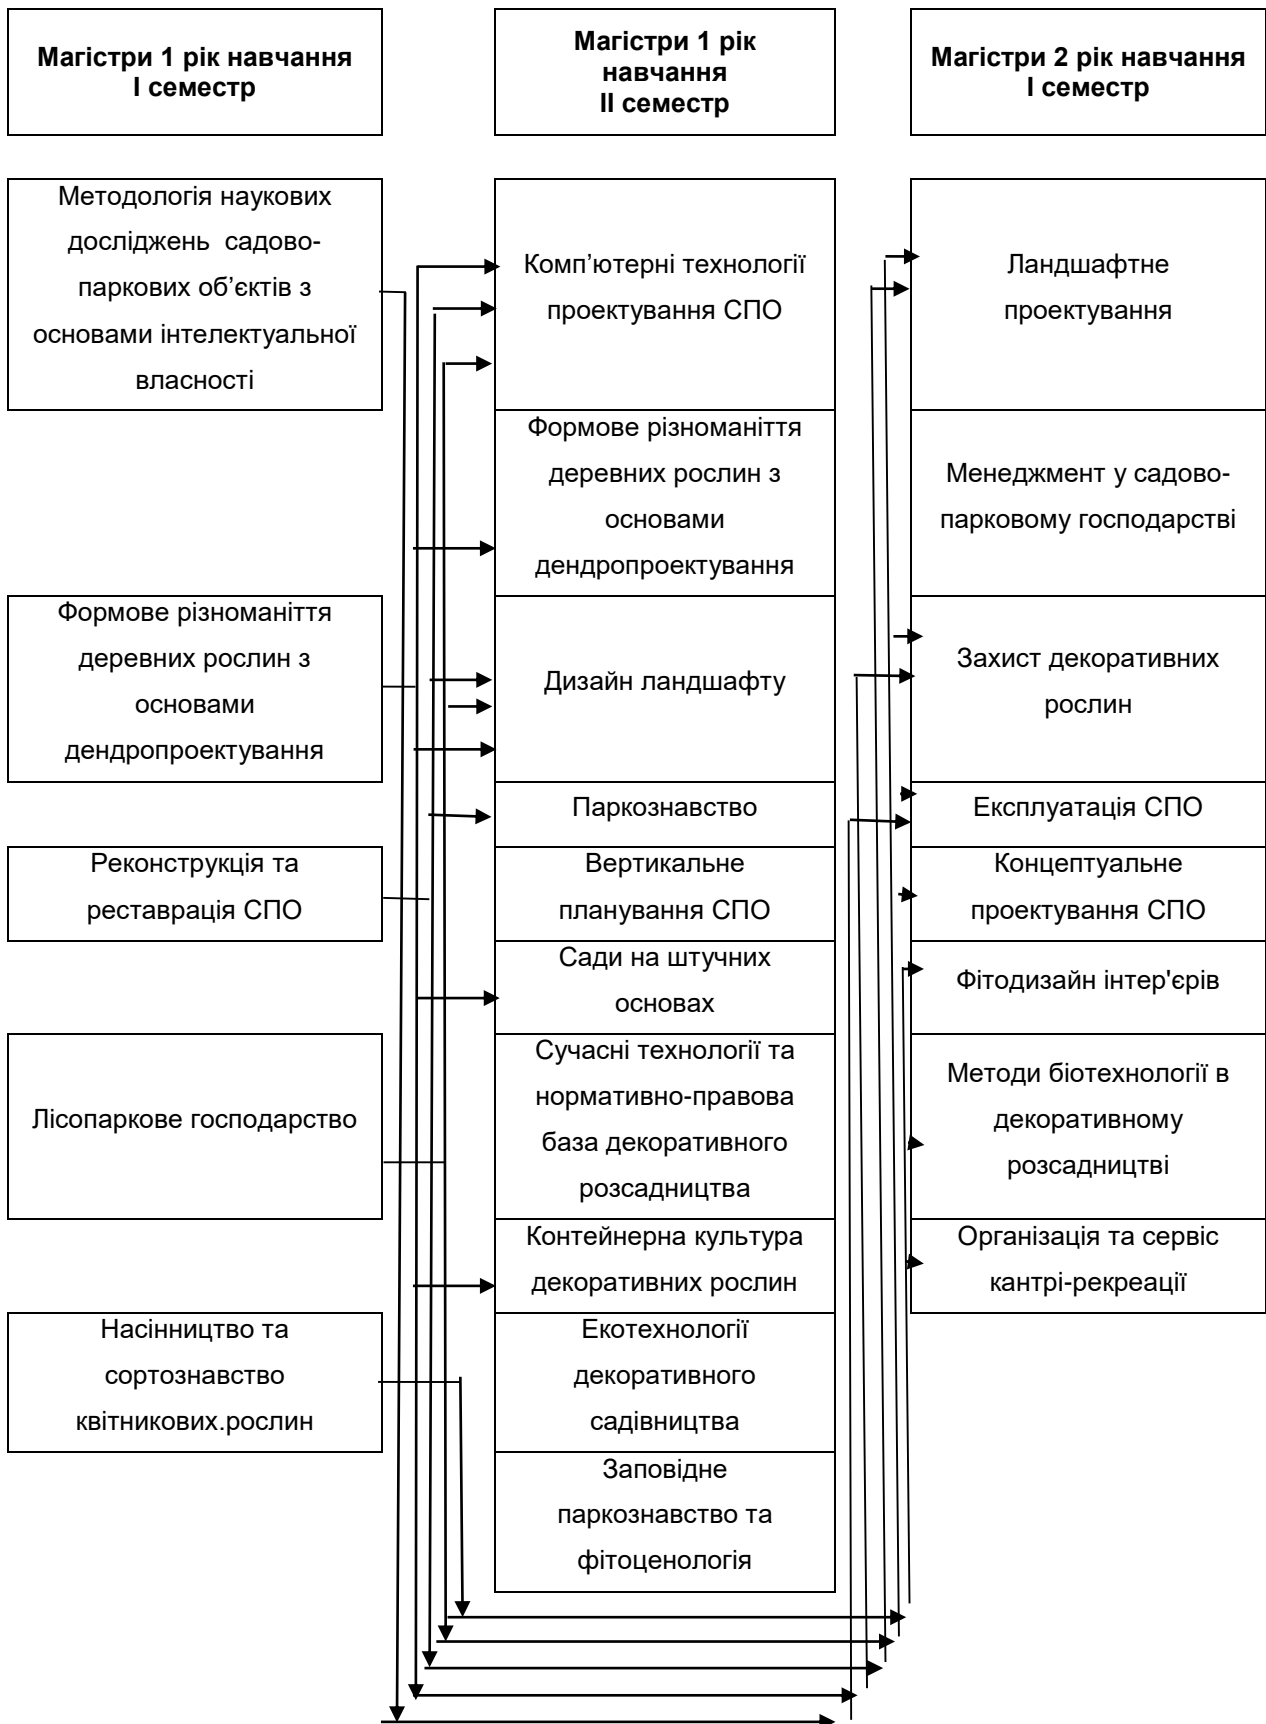 Магістри 1 рік навчання
І семестр
Магістри 1 рік
навчання
ІІ семестр
Магістри 2 рік навчання
І семестр
Методологія наукових
досліджень садово-
паркових об’єктів з
основами інтелектуальної
власності
Формове різноманіття
деревних рослин з
основами
дендропроектування
Реконструкція та
реставрація СПО
Лісопаркове господарство
Насінництво та
сортознавство
квітникових.рослин
Комп’ютерні технології
проектування СПО
Формове різноманіття
деревних рослин з
основами
дендропроектування
Дизайн ландшафту
Паркознавство
Вертикальне
планування СПО
Сади на штучних
основах
Сучасні технології та
нормативно-правова
база декоративного
розсадництва
Контейнерна культура
декоративних рослин
Екотехнології
декоративного
садівництва
Заповідне
паркознавство та
фітоценологія
Ландшафтне
проектування
Менеджмент у садово-
парковому господарстві
Захист декоративних
рослин
Експлуатація СПО
Концептуальне
проектування СПО
Фітодизайн інтер'єрів
Методи біотехнології в
декоративному
розсадництві
Організація та сервіс
кантрі-рекреації